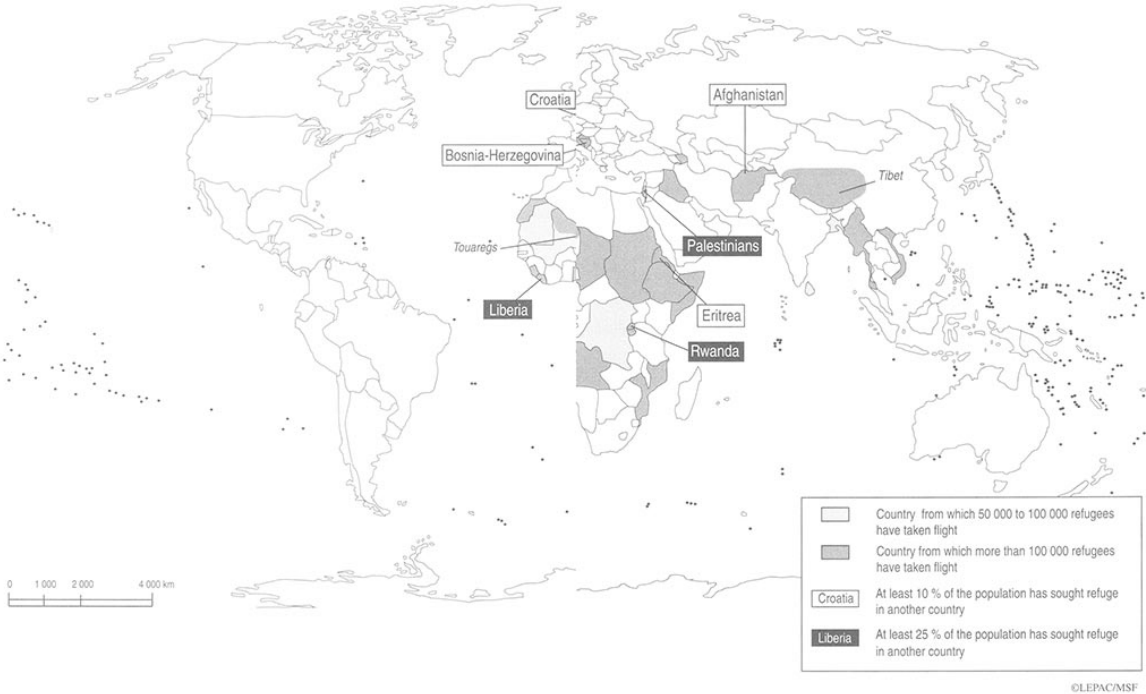 Croatia
Afghanistan
Bosnia-Herzegovina
Tibet
Touaregs
Palestinians
Liberia
Eritrea
Rwanda
Country from which 50 000 to 100 000 refugees
have taken flight
Country from which more than 100 000 refugees
have taken flight
Croatia
At least 10 % of the population has sought refuge
in another country
Liberia
At least 25 % of the population has sought refuge
in another country
0 1 000 2 000 4 000 km
©LEPAC/MSF